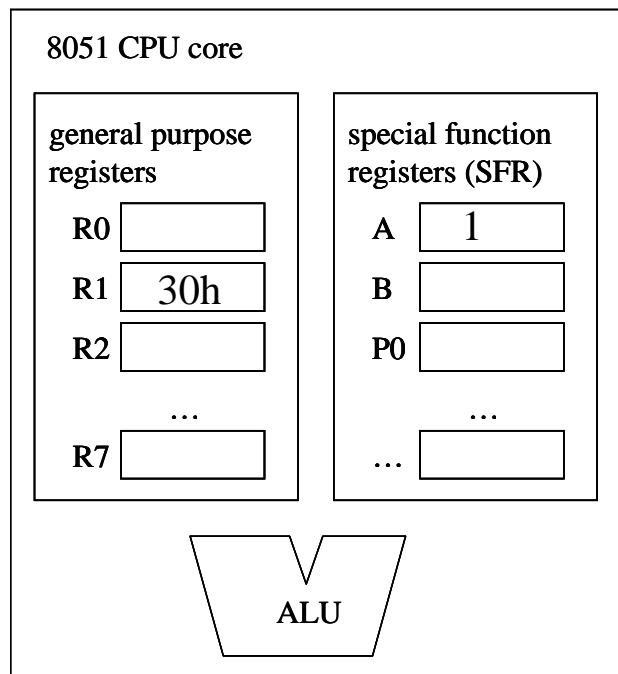 8051 CPU core
general purpose
registers
R0
R1 30h
R2
...
R7
special function
registers (SFR)
A 1
B
P0
...
...
ALU